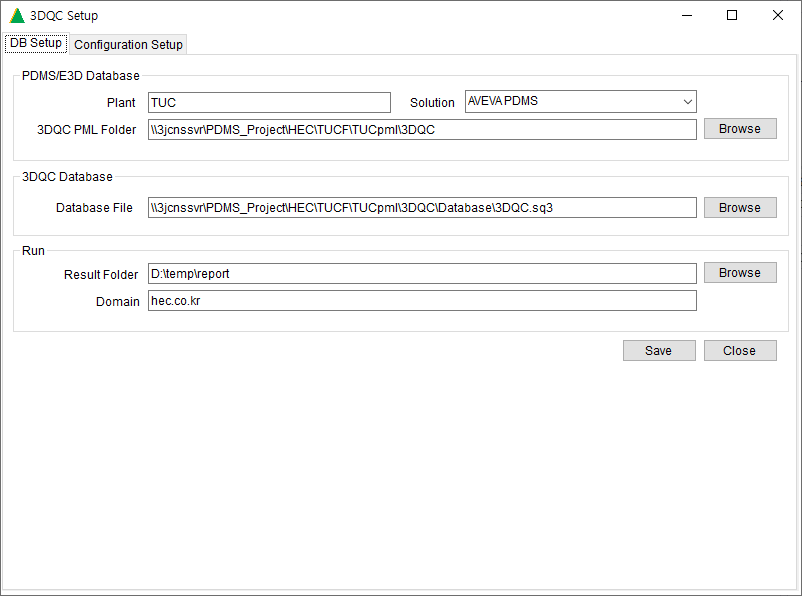 3DQC Setup
DB Setup Configuration Setup
PDMS/E3D Database
Plant TUC Solution AVEVA PDMS
3DQC PML Folder \\3jcnssvr\PDMS_Project\HEC\TUCF\TUCpml\3DQC Browse
3DQC Database
Database File \\3jcnssvr\PDMS_Project\HEC\TUCF\TUCpml\3DQC\Database\3DQC.sq3 Browse
Run
Result Folder D:\temp\report Browse
Domain hec.co.kr
Save Close